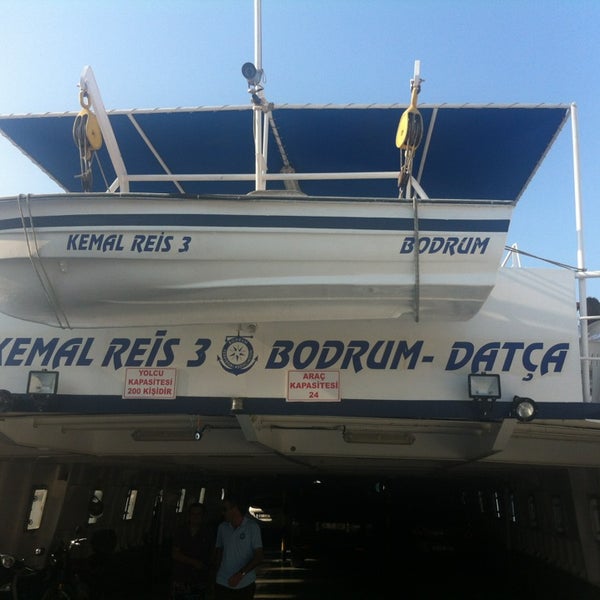 KEMAL REİS 3 BODRUM
KEMAL REİS 3 BODRUM- DATÇA
YOLCU
KAPASİTESİ
200 KİŞİDİR
ARAÇ
KAPASİTESİ
24